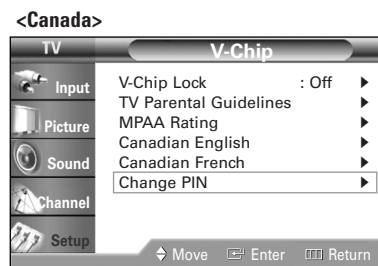 <Canada>
TV
V-Chip
Input
Picture
Sound
Channel
Setup
V-Chip Lock : Off
TV Parental Guidelines
MPAA Rating
Canadian English
Canadian French
Change PIN
Move Enter Return